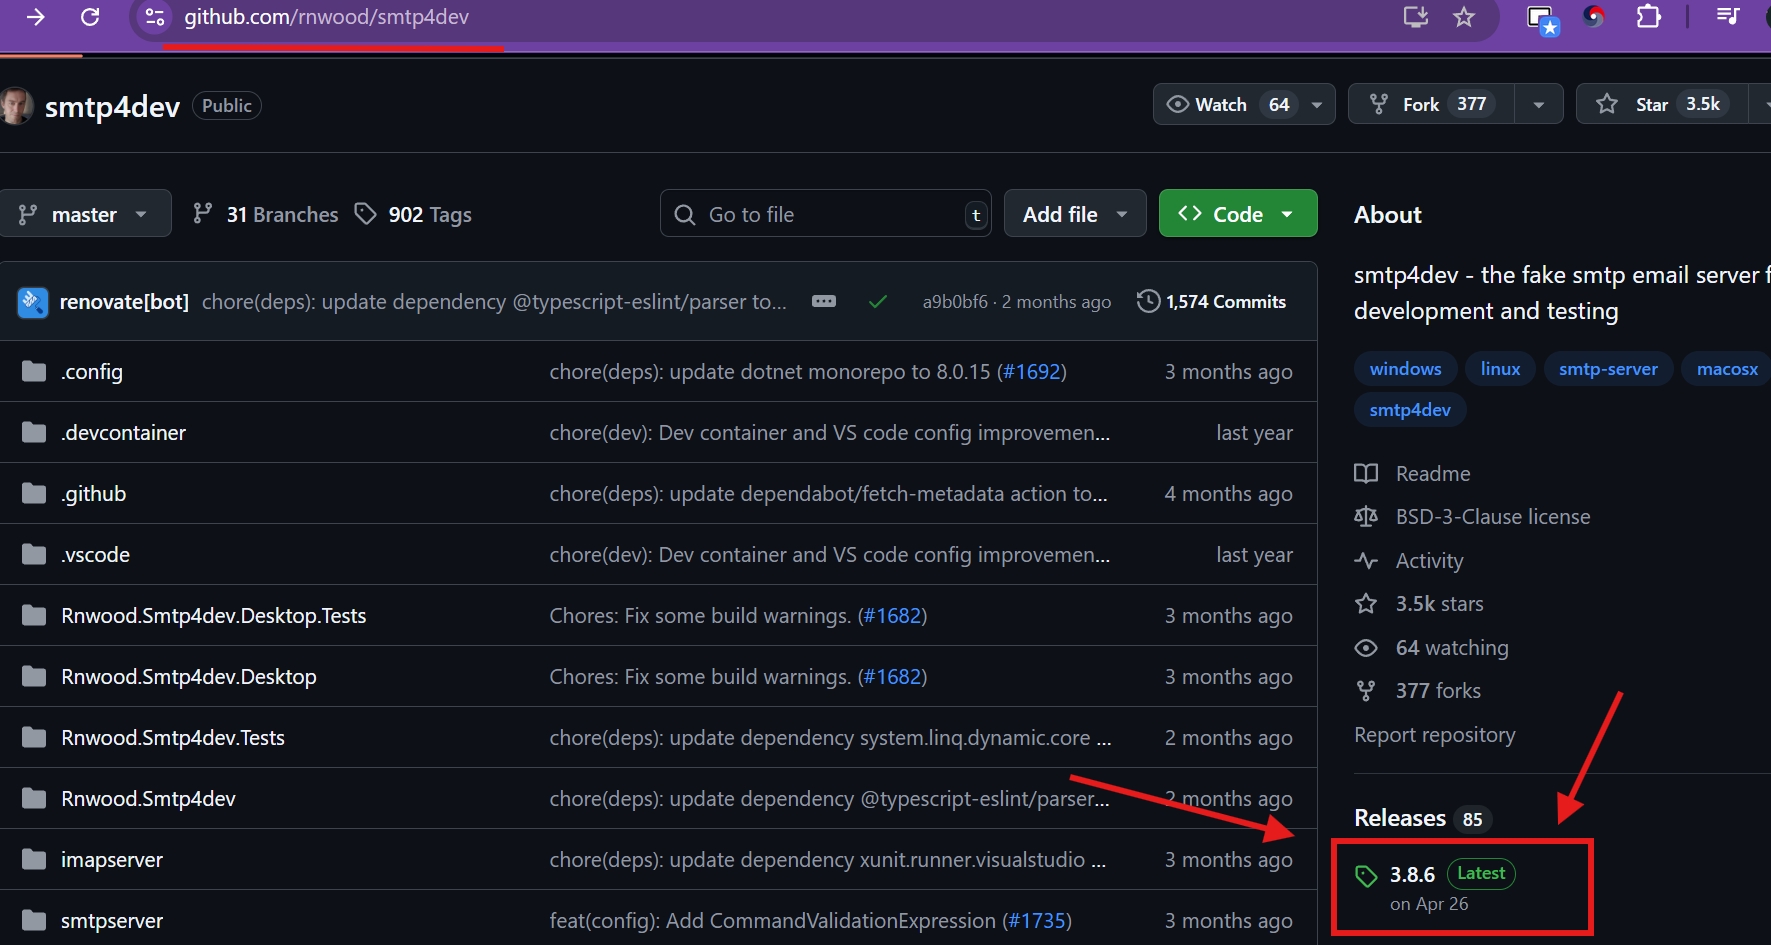 github.com/rnwood/smtp4dev
smtp4dev Public
Watch 64
Fork 377
Star 3.5k
master
31 Branches
902 Tags
Go to file t
Add file
Code
About
smtp4dev - the fake smtp email server f
development and testing
renovate[bot] chore(deps): update dependency @typescript-eslint/parser to... a9b0bf6 · 2 months ago 1,574 Commits
.config chore(deps): update dotnet monorepo to 8.0.15 (#1692) 3 months ago
.devcontainer chore(dev): Dev container and VS code config improvemen... last year
.github chore(deps): update dependabot/fetch-metadata action to... 4 months ago
.vscode chore(dev): Dev container and VS code config improvemen... last year
Rnwood.Smtp4dev.Desktop.Tests Chores: Fix some build warnings. (#1682) 3 months ago
Rnwood.Smtp4dev.Desktop Chores: Fix some build warnings. (#1682) 3 months ago
Rnwood.Smtp4dev.Tests chore(deps): update dependency system.linq.dynamic.core ... 2 months ago
Rnwood.Smtp4dev chore(deps): update dependency @typescript-eslint/parser... 2 months ago
imapserver chore(deps): update dependency xunit.runner.visualstudio ... 3 months ago
smtpserver feat(config): Add CommandValidationExpression (#1735) 3 months ago
windows linux smtp-server macosx
smtp4dev
Readme
BSD-3-Clause license
Activity
3.5k stars
64 watching
377 forks
Report repository
Releases 85
3.8.6 Latest
on Apr 26